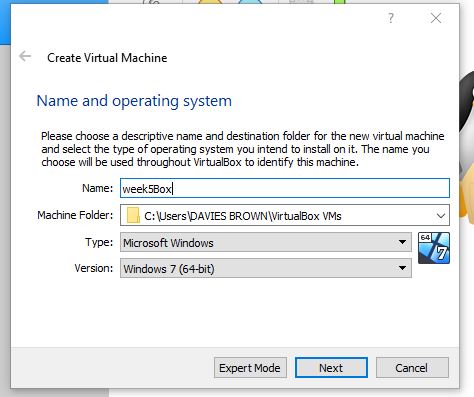 Create Virtual Machine
Name and operating system
Please choose a descriptive name and destination folder for the new virtual machine
and select the type of operating system you intend to install on it. The name you
choose will be used throughout VirtualBox to identify this machine.
Name: week5Box
Machine Folder: C:\Users\DAVIES BROWN\VirtualBox VMs
Type: Microsoft Windows
64
7
Version: Windows 7 (64-bit)
Expert Mode Next Cancel